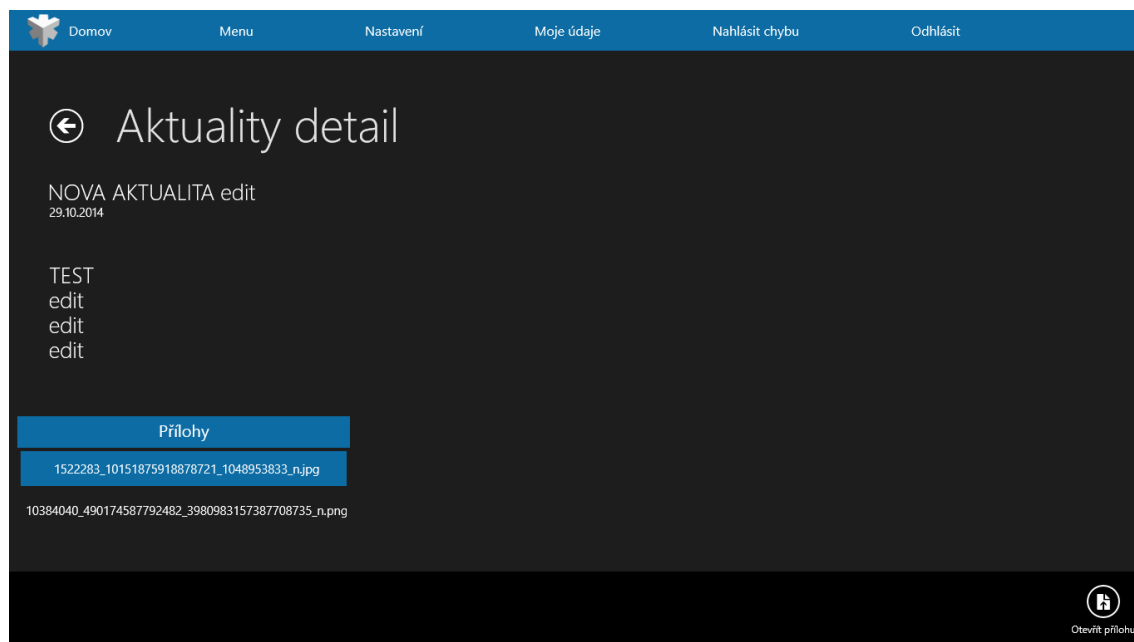 Domov Menu Nastavení Moje údaje Nahlásit chybu Odhlásit
Aktuality detail
NOVA AKTUALITA edit
29.10.2014
TEST
edit
edit
edit
Přílohy
1522283_10151875918878721_1048953833_n.jpg
10384040_490174587792482_3980983157387708735_n.png
Otevřít přílohu